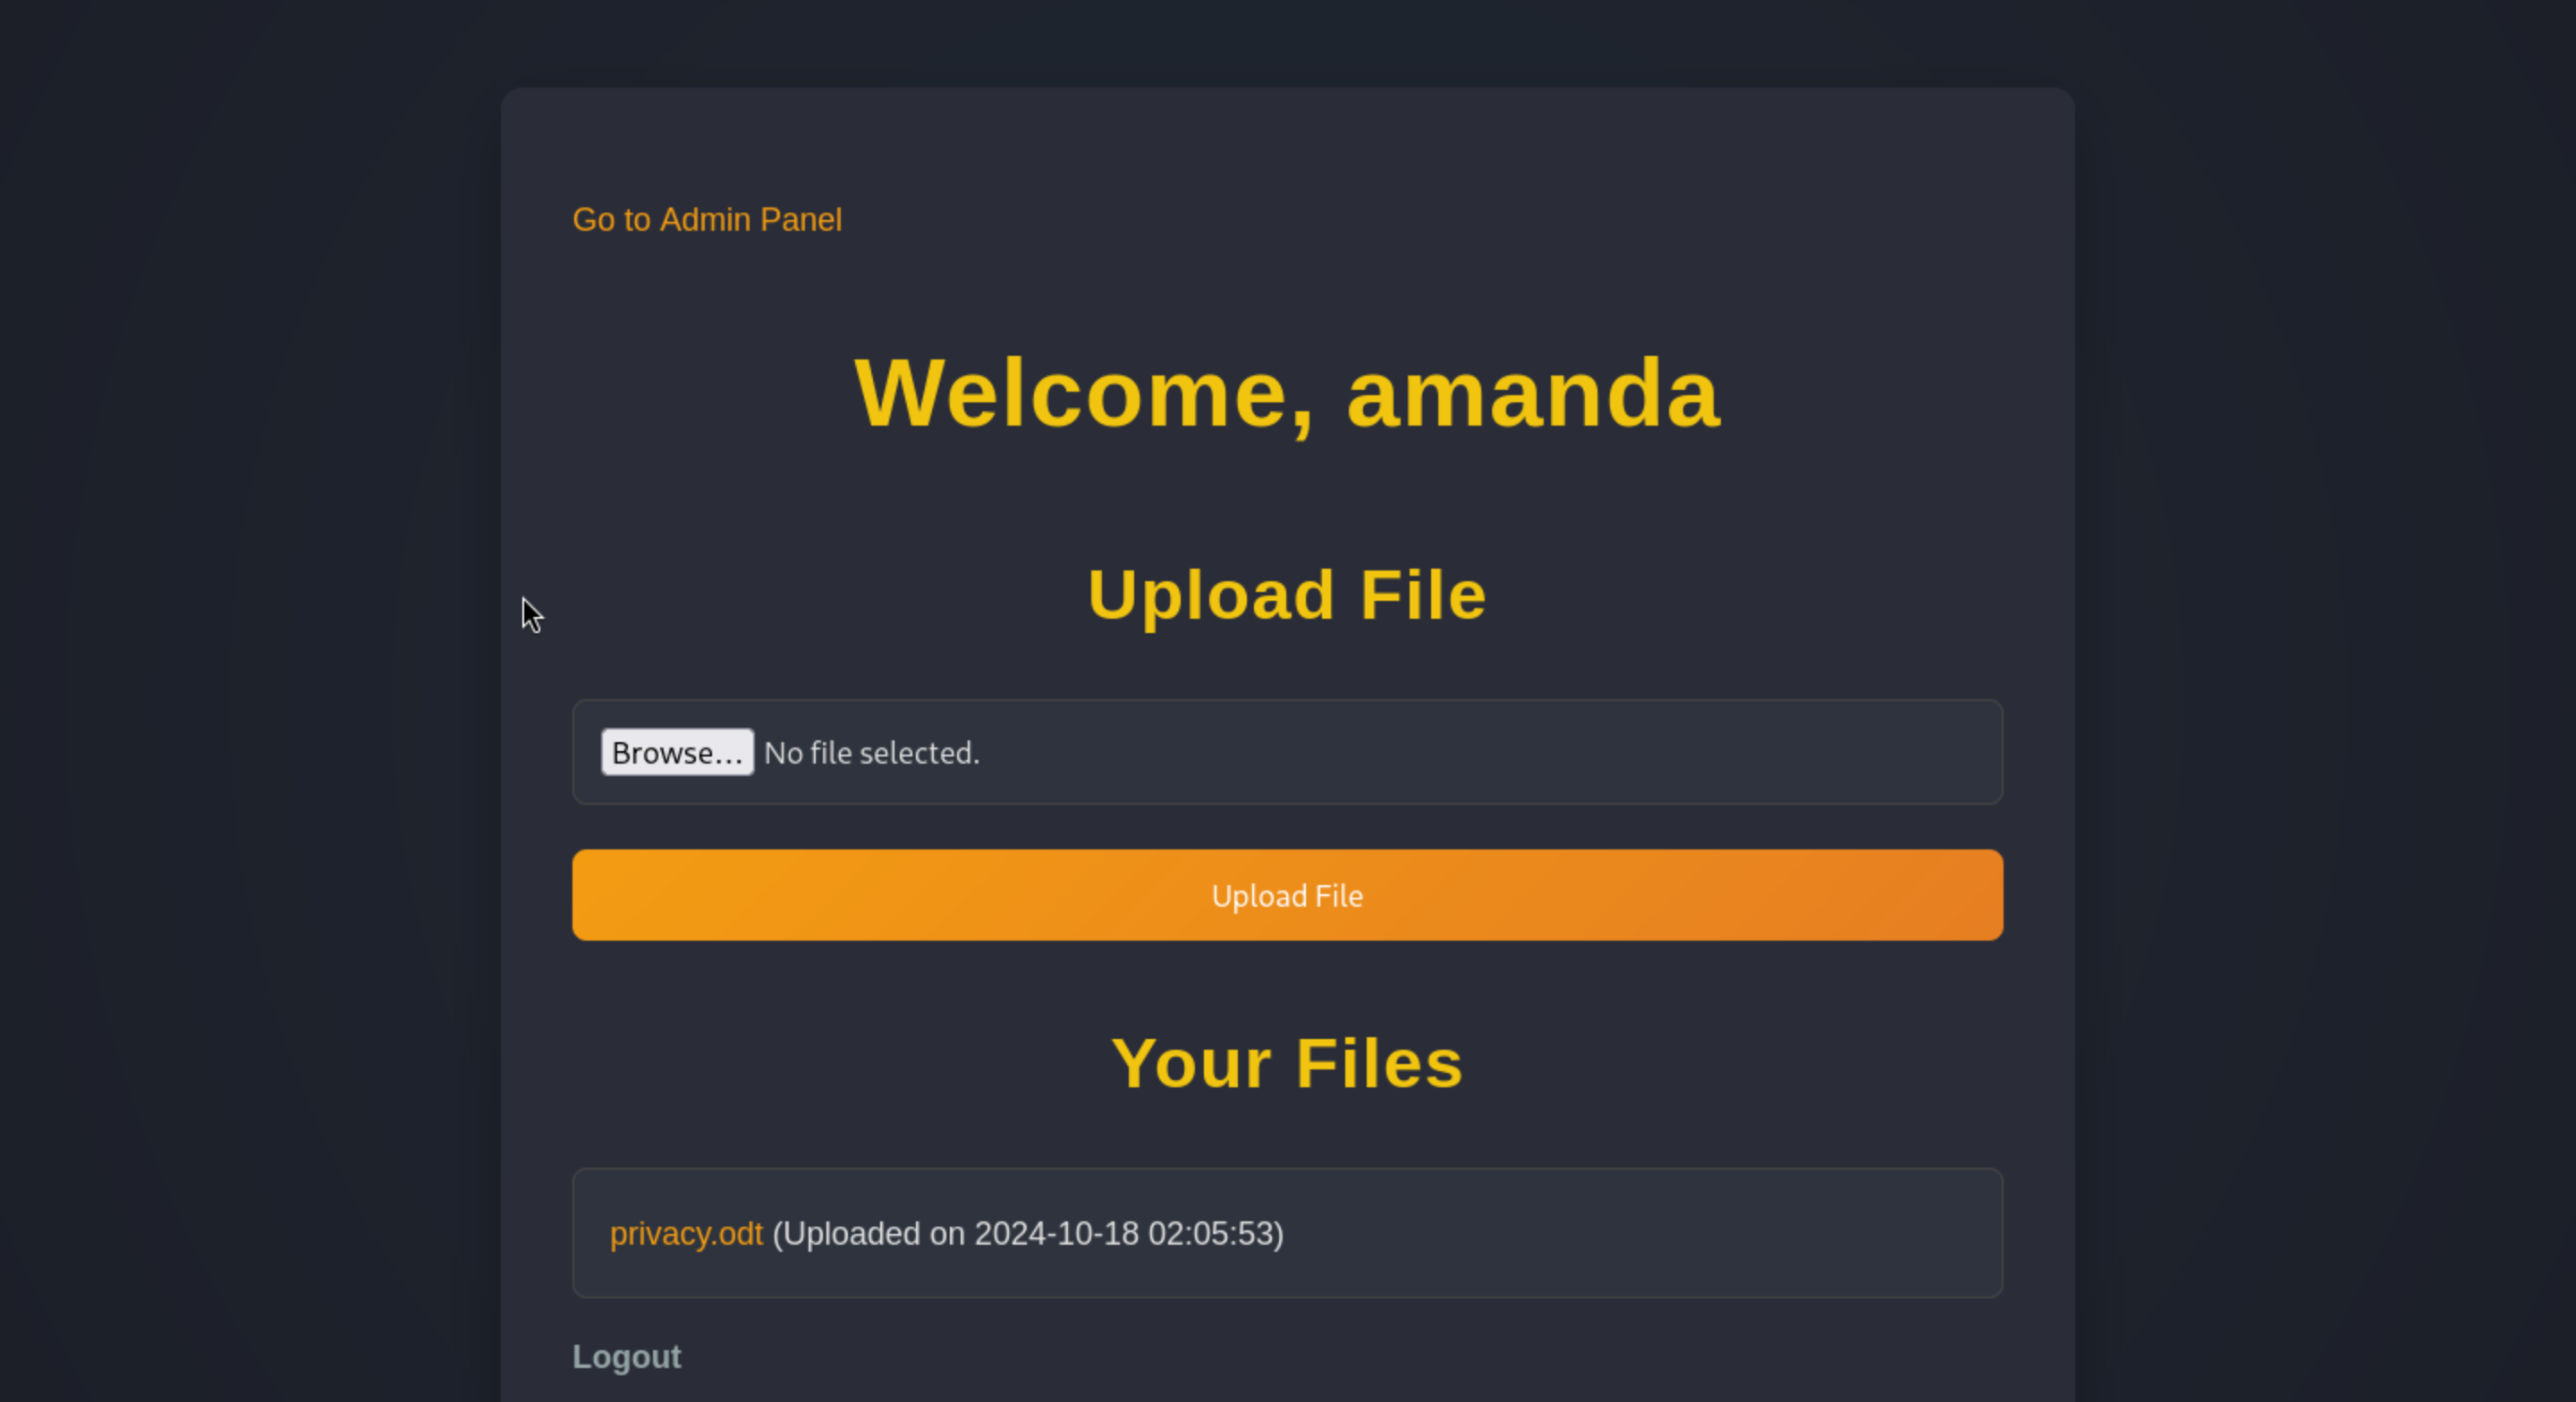 Go to Admin Panel
Welcome, amanda
Upload File
Browse... No file selected.
Upload File
Your Files
privacy.odt (Uploaded on 2024-10-18 02:05:53)
Logout